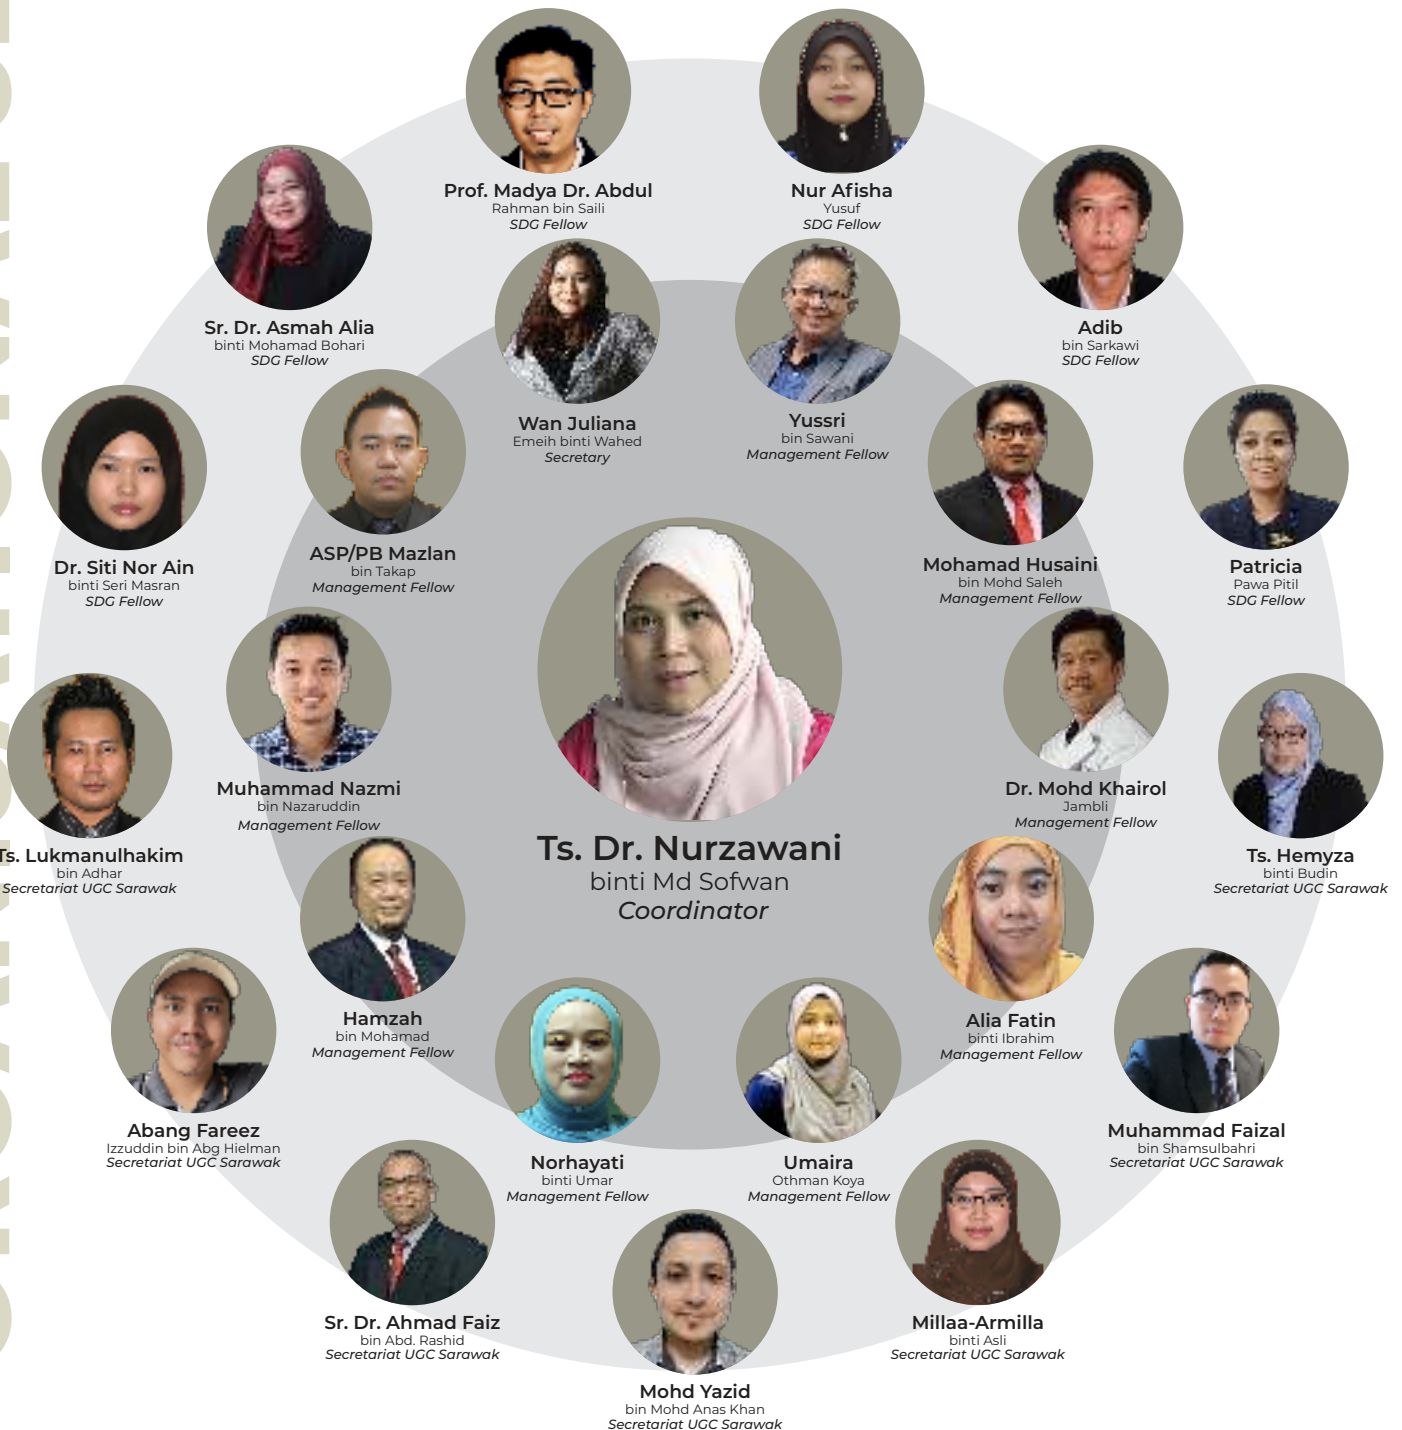 Prof. Madya Dr. Abdul
Rahman bin Saili
SDG Fellow
Nur Afisha
Yusuf
SDG Fellow
Sr. Dr. Asmah Alia
binti Mohamad Bohari
SDG Fellow
Adib
bin Sarkawi
SDG Fellow
Wan Juliana
Emeih binti Wahed
Secretary
Yussri
bin Sawani
Management Fellow
Dr. Siti Nor Ain
binti Seri Masran
SDG Fellow
ASP/PB Mazlan
bin Takap
Management Fellow
Mohamad Husaini
bin Mohd Saleh
Management Fellow
Patricia
Pawa Pitil
SDG Fellow
Muhammad Nazmi
bin Nazaruddin
Management Fellow
Dr. Mohd Khairol
Jambli
Management Fellow
Ts. Lukmanulhakim
bin Adhar
Secretariat UGC Sarawak
Ts. Dr. Nurzawani
binti Md Sofwan
Coordinator
Ts. Hemyza
binti Budin
Secretariat UGC Sarawak
Hamzah
bin Mohamad
Management Fellow
Alia Fatin
binti Ibrahim
Management Fellow
Abang Fareez
Izzuddin bin Abg Hielman
Secretariat UGC Sarawak
Muhammad Faizal
bin Shamsulbahri
Secretariat UGC Sarawak
Norhayati
binti Umar
Management Fellow
Umaira
Othman Koya
Management Fellow
Sr. Dr. Ahmad Faiz
bin Abd. Rashid
Secretariat UGC Sarawak
Millaa-Armilla
binti Asli
Secretariat UGC Sarawak
Mohd Yazid
bin Mohd Anas Khan
Secretariat UGC Sarawak